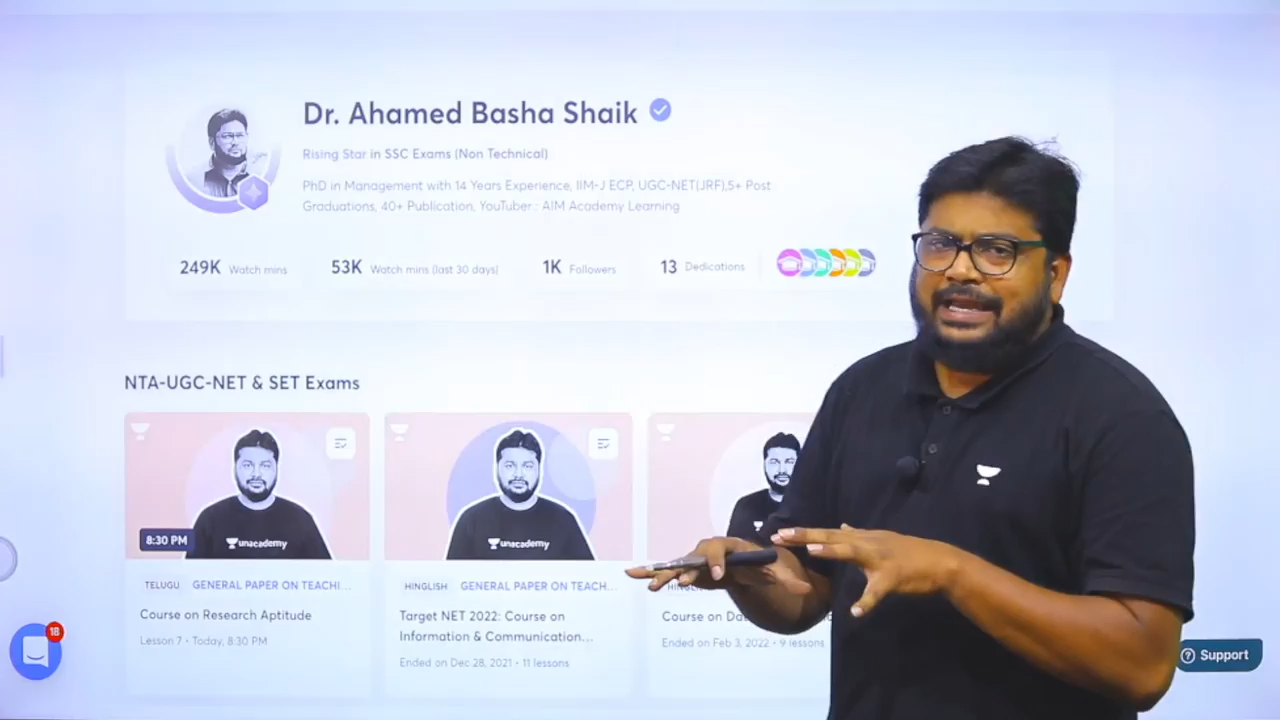 Dr. Ahamed Basha Shaik
Rising Star in SSC Exams (Non Technical)
PhD in Management with 14 Years Experience, IIM-J ECP, UGC-NET(JRF),5+ Post
Graduations, 40+ Publication, YouTuber : AIM Academy Learning
249K Watch mins 53K Watch mins (last 30 days) 1K Followers 13 Dedications
NTA-UGC-NET & SET Exams
8:30 PM
unacademy
unacademy
TELUGU GENERAL PAPER ON TEACHI...
Course on Research Aptitude
Lesson 7 • Today, 8:30 PM
HINGLISH GENERAL PAPER ON TEACH...
Target NET 2022: Course on
Information & Communication...
Ended on Dec 28, 2021 • 11 lessons
Course on
Ended on Feb 3, 2022 • 9 lessons
18
Support